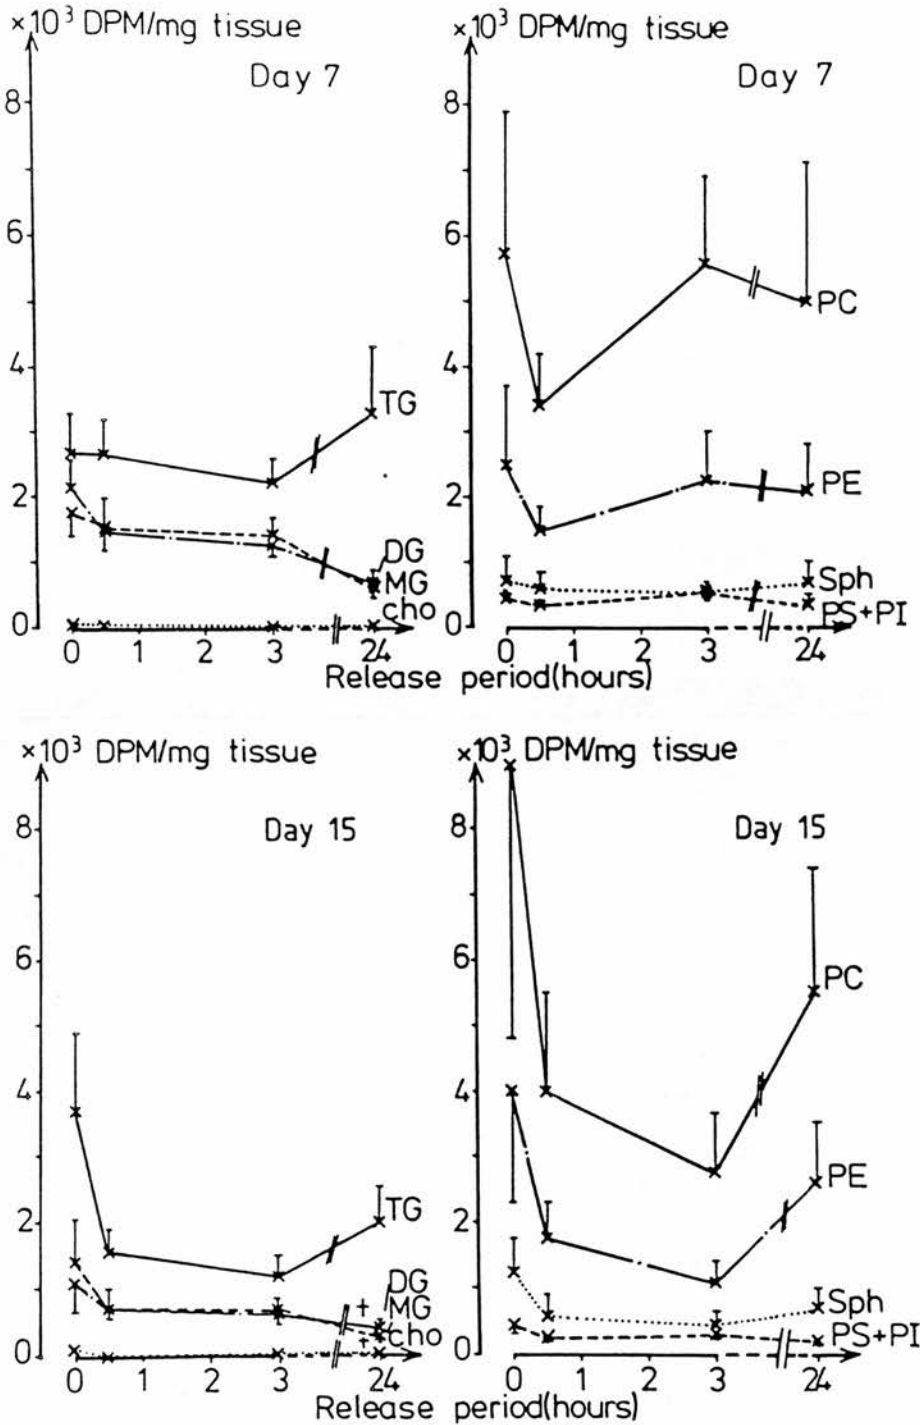 ×10³ DPM/mg tissue
Day 7
8
6
4
2
0
TG
DG
MG
cho
0 1 2 3 24
×10³ DPM/mg tissue
Day 7
8
6
4
2
0
PC
PE
Sph
PS+PI
0 1 2 3 24
Release period(hours)
×10³ DPM/mg tissue
Day 15
8
6
4
2
0
TG
DG
† MG
† cho
0 1 2 3 24
×10³ DPM/mg tissue
Day 15
8
6
4
2
0
PC
PE
Sph
PS+PI
0 1 2 3 24
Release period(hours)